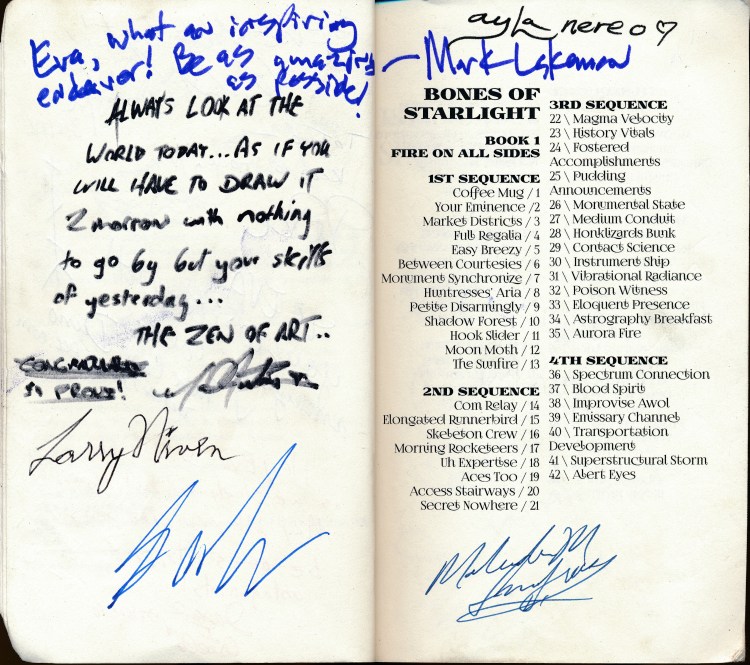 Eva, what an inspiring
endeavor! Be as amazing
as possible!
ALWAYS LOOK AT THE
WORLD TODAY... AS IF YOU
WILL HAVE TO DRAW IT
2morrow with nothing
to go by but your skills
of yesterday...
THE ZEN OF ART..
SO PROUD!
Larry Niven
ayla nereo ♡
– Mark
BONES OF
STARLIGHT
BOOK 1
FIRE ON ALL SIDES
1ST SEQUENCE
Coffee Mug / 1
Your Eminence / 2
Market Districts / 3
Full Regalia / 4
Easy Breezy / 5
Between Courtesies / 6
Monument Synchronize / 7
Huntresses' Aria / 8
Petite Disarmingly / 9
Shadow Forest / 10
Hook Slider / 11
Moon Moth / 12
The Sunfire / 13
2ND SEQUENCE
Com Relay / 14
Elongated Runnerbird / 15
Skeleton Crew / 16
Morning Rocketeers / 17
Uh Expertise / 18
Aces Too / 19
Access Stairways / 20
Secret Nowhere / 21
3RD SEQUENCE
22 \ Magma Velocity
23 \ History Vitals
24 \ Fostered
Accomplishments
25 \ Pudding
Announcements
26 \ Monumental State
27 \ Medium Conduit
28 \ Honklizards Bunk
29 \ Contact Science
30 \ Instrument Ship
31 \ Vibrational Radiance
32 \ Poison Witness
33 \ Eloquent Presence
34 \ Astrography Breakfast
35 \ Aurora Fire
4TH SEQUENCE
36 \ Spectrum Connection
37 \ Blood Spirit
38 \ Improvise Awol
39 \ Emissary Channel
40 \ Transportation
Development
41 \ Superstructural Storm
42 \ Alert Eyes